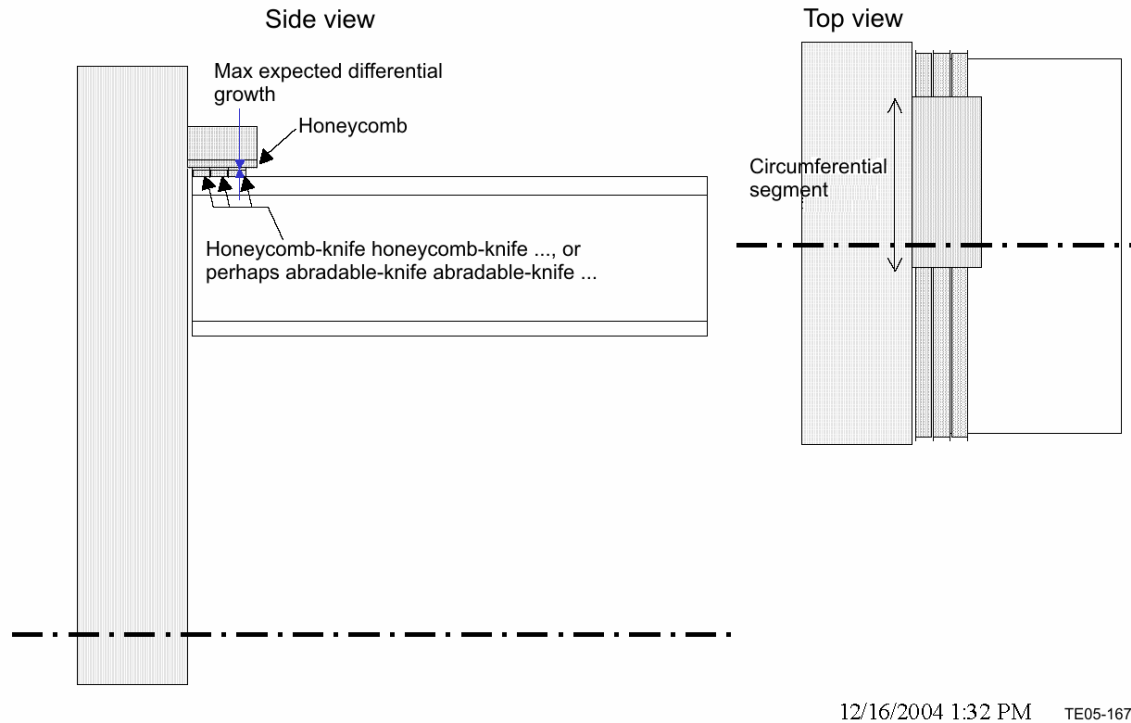 Side view
Max expected differential
growth
Honeycomb
Honeycomb-knife honeycomb-knife ..., or
perhaps abradable-knife abradable-knife ...
Top view
Circumferential
segment
12/16/2004 1:32 PM TE05-167